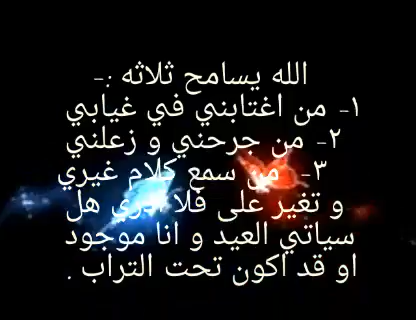 الله يسامح ثلاثه :-
١- من اغتابني في غيابي
٢- من جرحني و زعلني
٣- من سمع كلام غيري
و تغير على فلا ادري هل
سياتي العيد و انا موجود
او قد اكون تحت التراب .